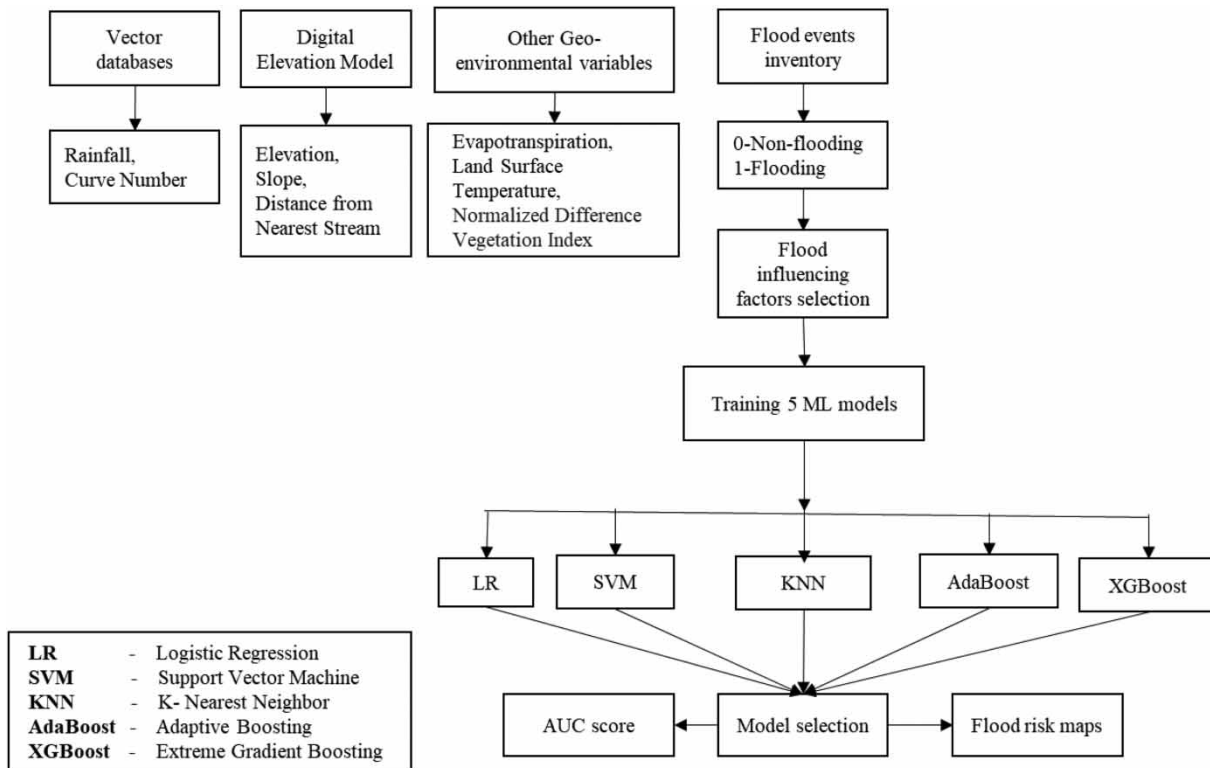 Vector
databases
Digital
Elevation Model
Other Geo-
environmental variables
Flood events
inventory
Rainfall,
Curve Number
Elevation,
Slope,
Distance from
Nearest Stream
Evapotranspiration,
Land Surface
Temperature,
Normalized Difference
Vegetation Index
0-Non-flooding
1-Flooding
Flood
influencing
factors selection
Training 5 ML models
LR
SVM
KNN
AdaBoost
XGBoost
LR - Logistic Regression
SVM - Support Vector Machine
KNN - K- Nearest Neighbor
AdaBoost - Adaptive Boosting
XGBoost - Extreme Gradient Boosting
AUC score
Model selection
Flood risk maps